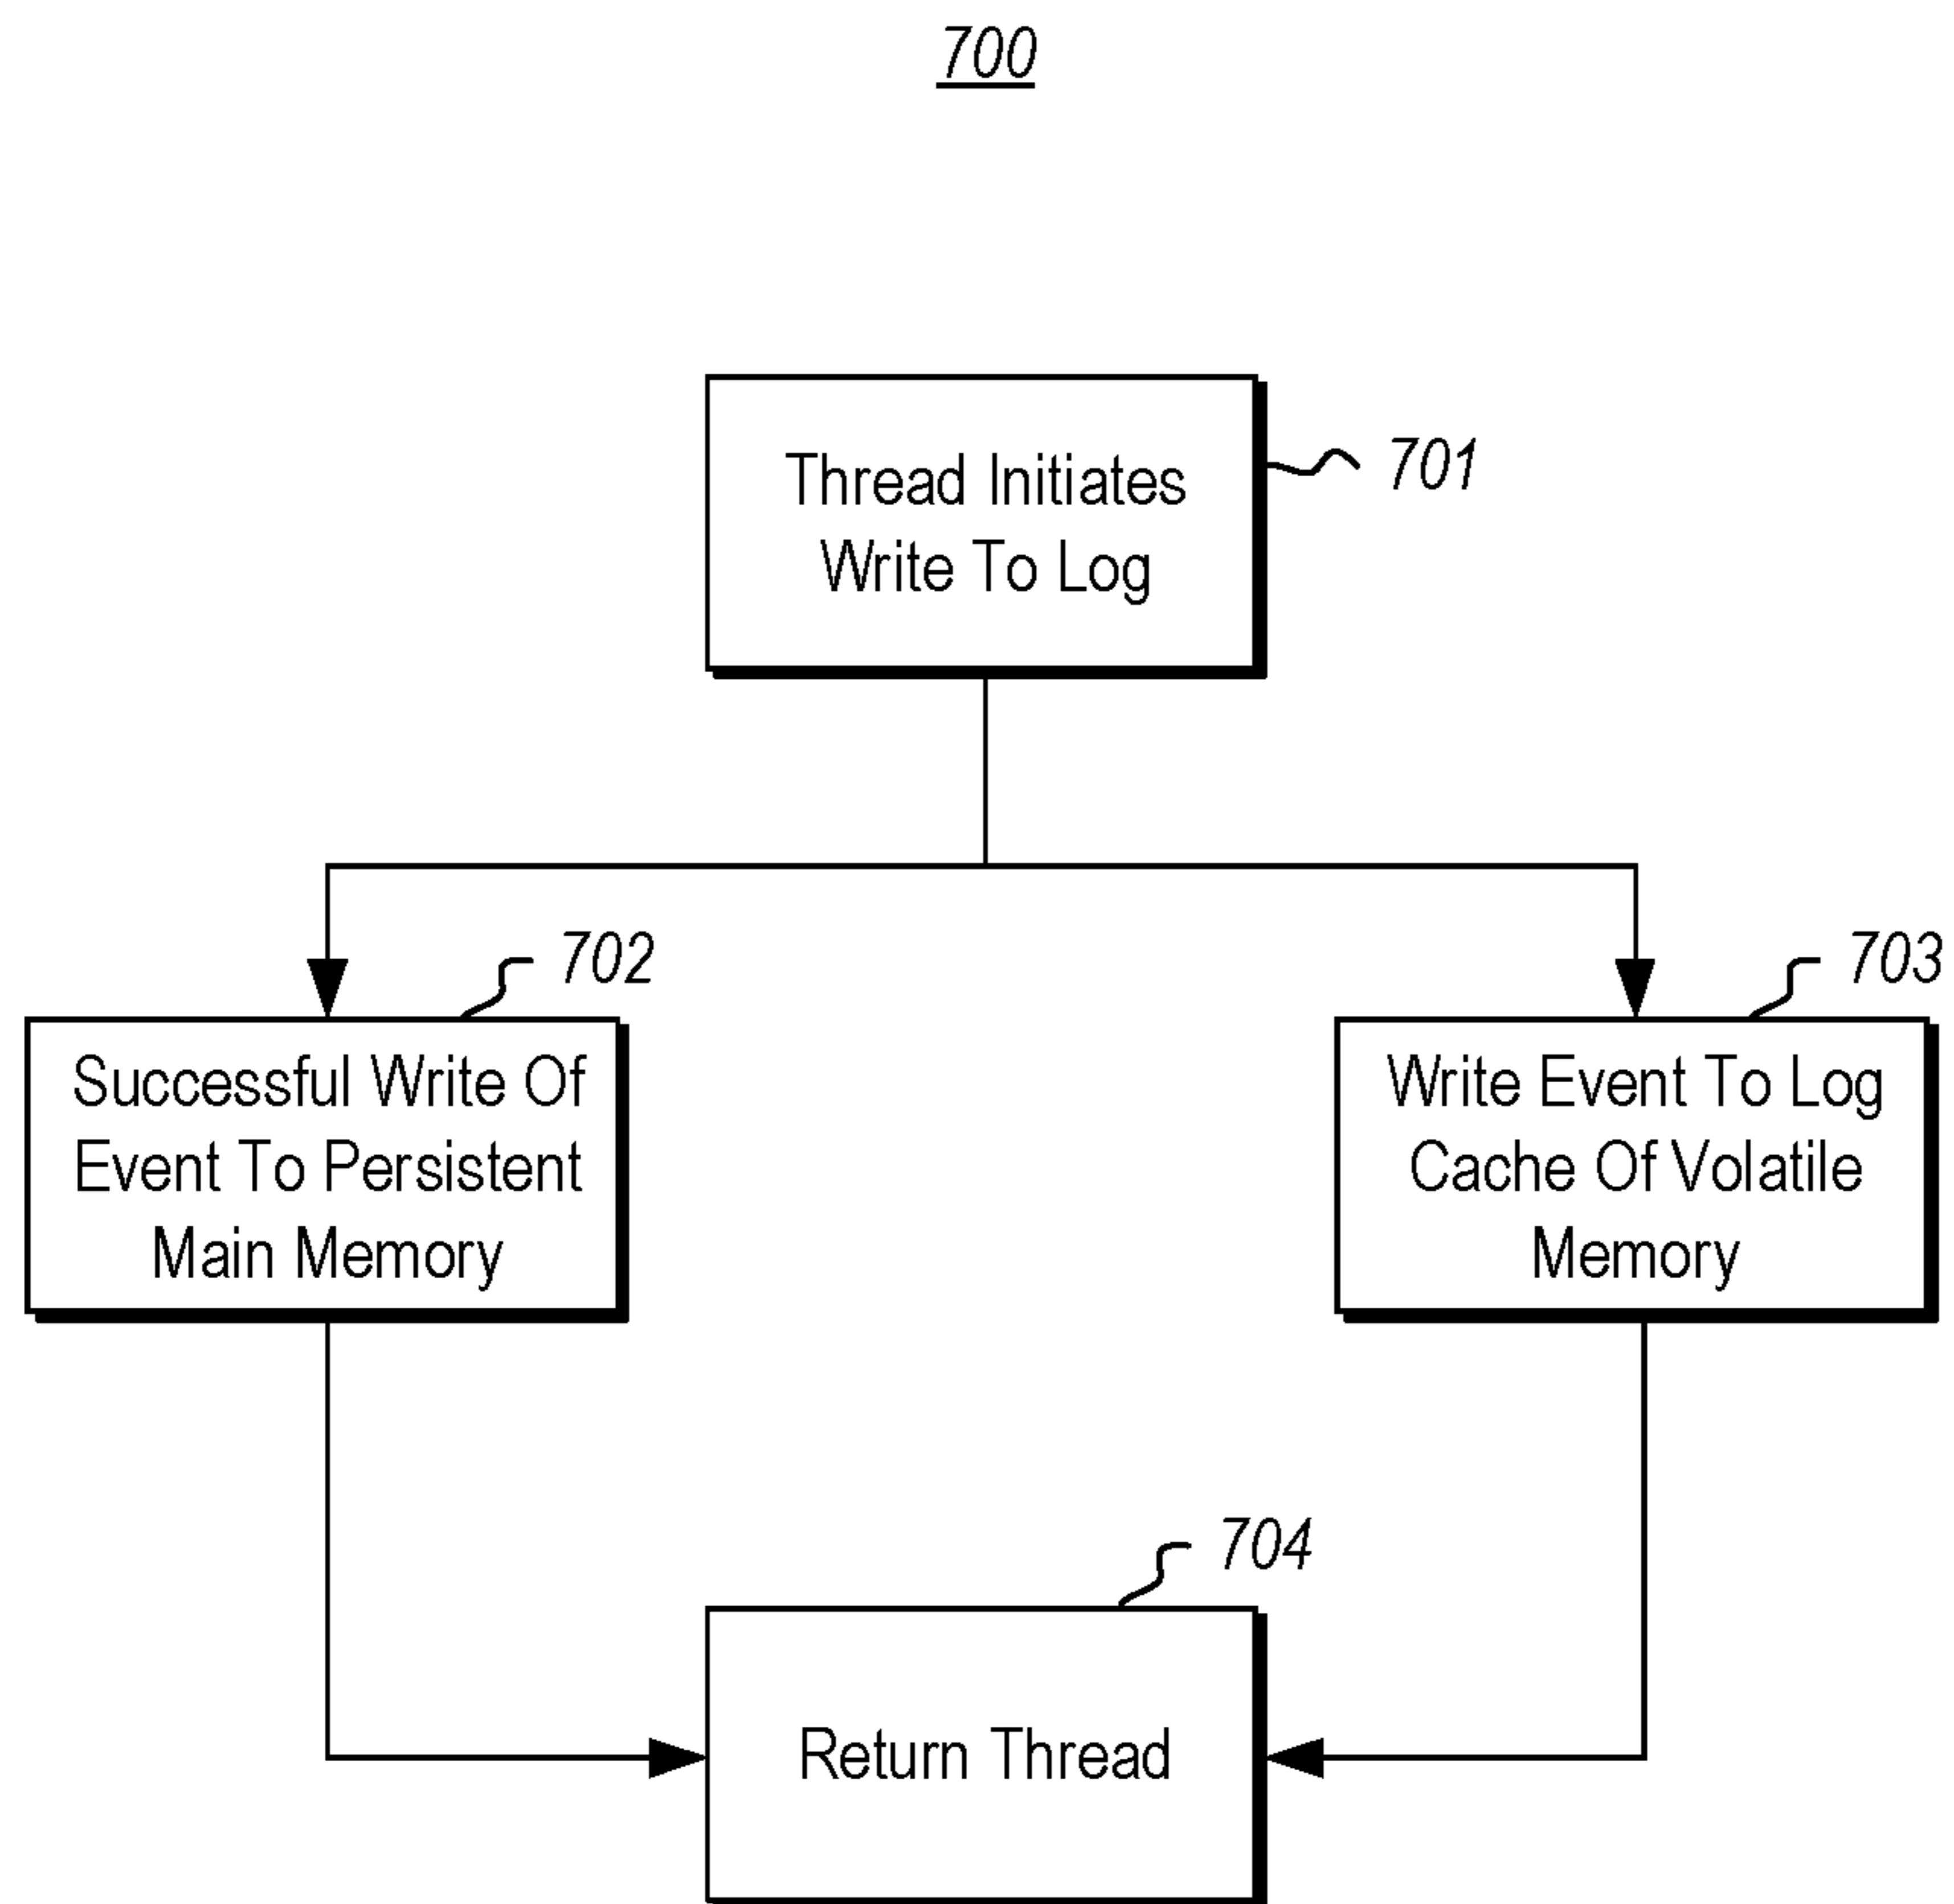 700
Thread Initiates
Write To Log
701
702
703
Successful Write Of
Event To Persistent
Main Memory
Write Event To Log
Cache Of Volatile
Memory
704
Return Thread